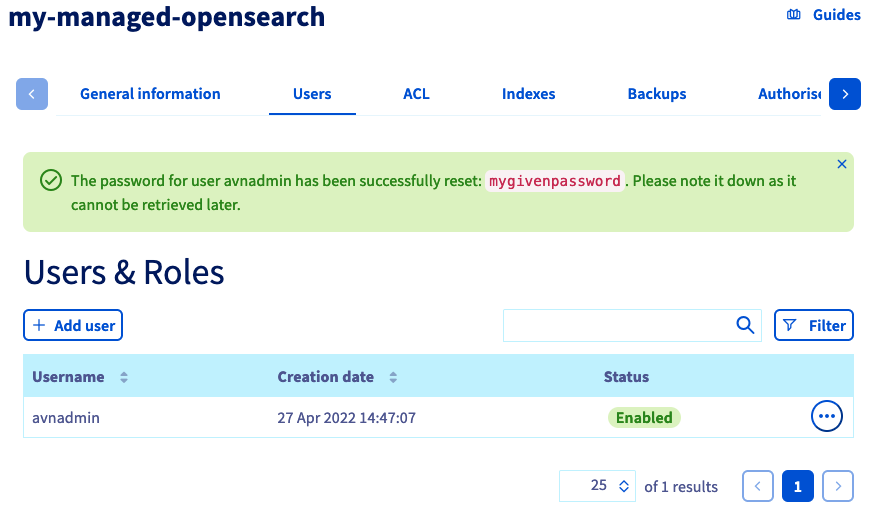 my-managed-opensearch
Guides
General information
Users
ACL
Indexes
Backups
Authorise
The password for user avnadmin has been successfully reset: mygivenpassword. Please note it down as it
cannot be retrieved later.
Users & Roles
Add user
Filter
Username Creation date Status
avnadmin 27 Apr 2022 14:47:07 Enabled
25 of 1 results 1